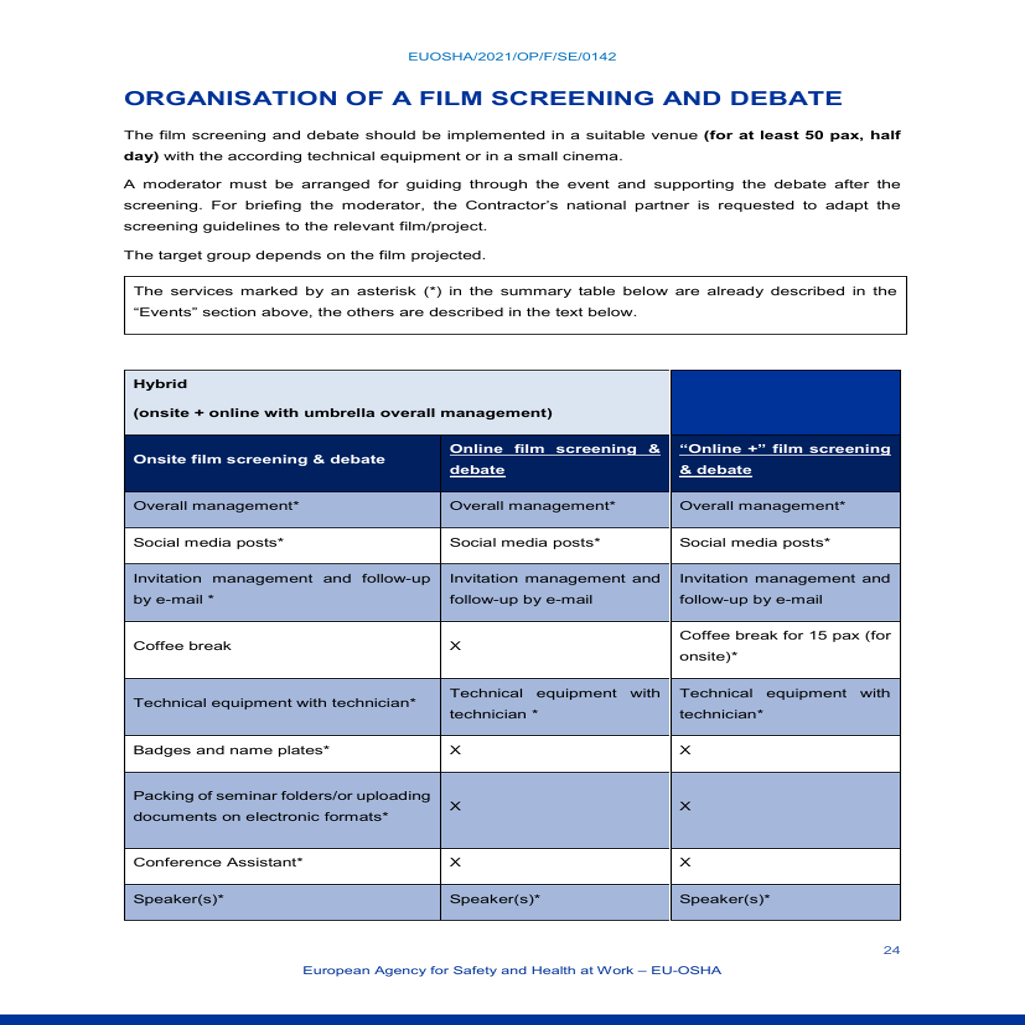 EUOSHA/2021/OP/F/SE/0142
ORGANISATION OF A FILM SCREENING AND DEBATE
The film screening and debate should be implemented in a suitable venue (for at least 50 pax, half
day) with the according technical equipment or in a small cinema.
A moderator must be arranged for guiding through the event and supporting the debate after the
screening. For briefing the moderator, the Contractor's national partner is requested to adapt the
screening guidelines to the relevant film/project.
The target group depends on the film projected.
The services marked by an asterisk (*) in the summary table below are already described in the
“Events” section above, the others are described in the text below.
Hybrid
(onsite + online with umbrella overall management)
Onsite film screening & debate
Online film screening &
debate
“Online +” film screening
& debate
Overall management*
Overall management*
Overall management*
Social media posts*
Social media posts*
Social media posts*
Invitation management and follow-up
by e-mail *
Invitation management and
follow-up by e-mail
Invitation management and
follow-up by e-mail
Coffee break
X
Coffee break for 15 pax (for
onsite)*
Technical equipment with technician*
Technical equipment with
technician *
Technical equipment with
technician*
Badges and name plates*
X
X
Packing of seminar folders/or uploading
documents on electronic formats*
X
X
Conference Assistant*
X
X
Speaker(s)*
Speaker(s)*
Speaker(s)*
24
European Agency for Safety and Health at Work – EU-OSHA